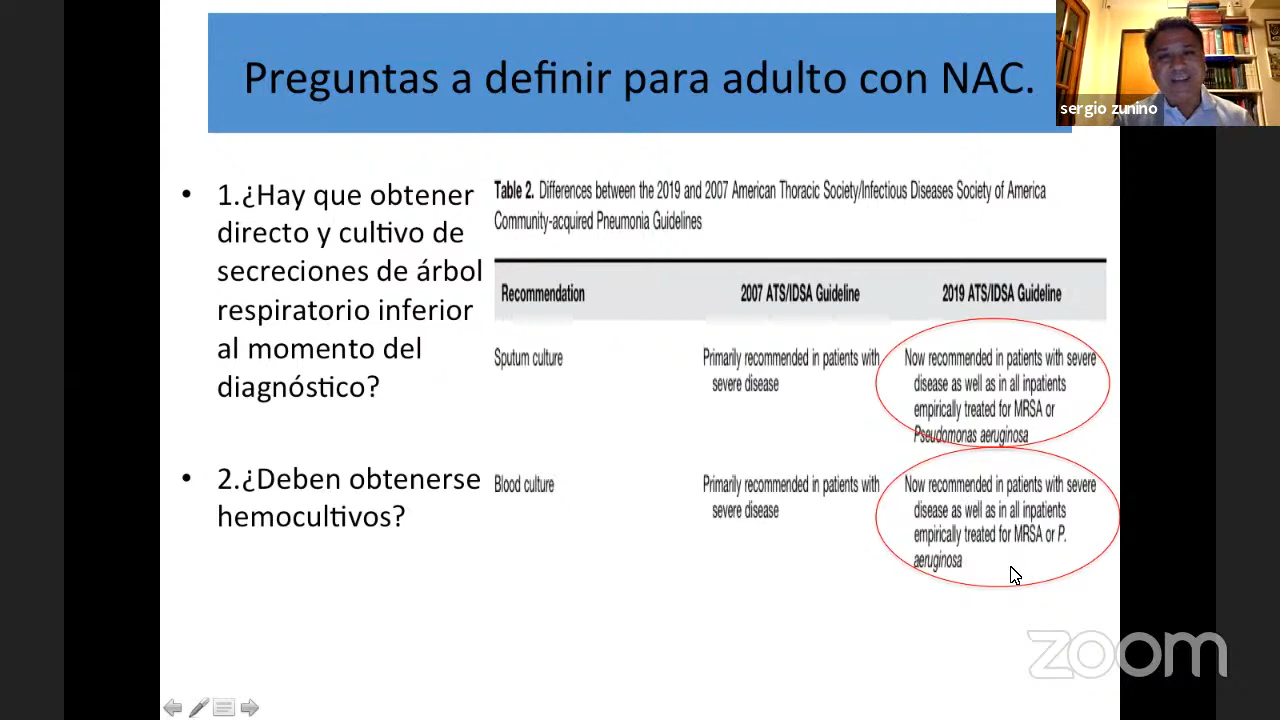 Preguntas a definir para adulto con NAC.
sergio zunino
• 1.¿Hay que obtener
directo y cultivo de
secreciones de árbol
respiratorio inferior
al momento del
diagnóstico?
• 2.¿Deben obtenerse
hemocultivos?
Table 2. Differences between the 2019 and 2007 American Thoracic Society/Infectious Diseases Society of America
Community-acquired Pneumonia Guidelines
Recommendation 2007 ATS/IDSA Guideline 2019 ATS/IDSA Guideline
Sputum culture Primarily recommended in patients with Now recommended in patients with severe
severe disease disease as well as in all inpatients
empirically treated for MRSA or
Pseudomonas aeruginosa
Blood culture Primarily recommended in patients with Now recommended in patients with severe
severe disease disease as well as in all inpatients
empirically treated for MRSA or P.
aeruginosa
zoom